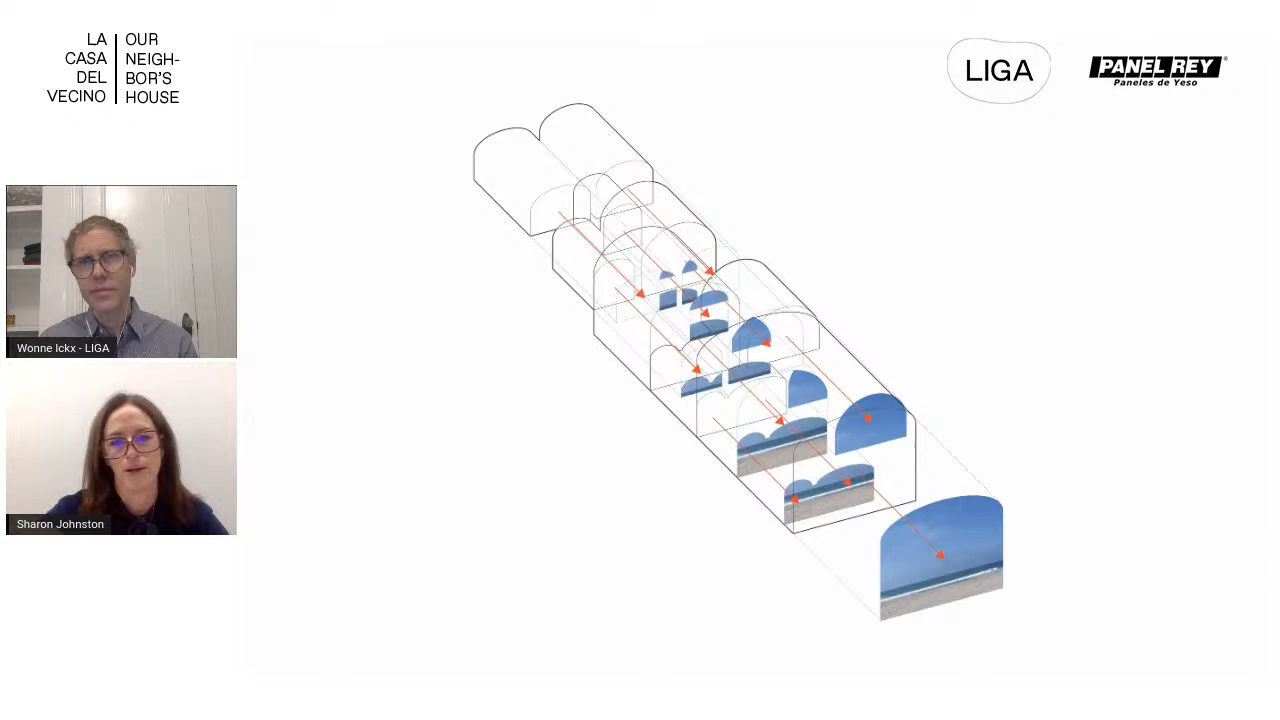 LA
CASA
DEL
VECINO
OUR
NEIGH-
BOR'S
HOUSE
LIGA
PANEL REY®
Paneles de Yeso
Wonne Ickx - LIGA
Sharon Johnston